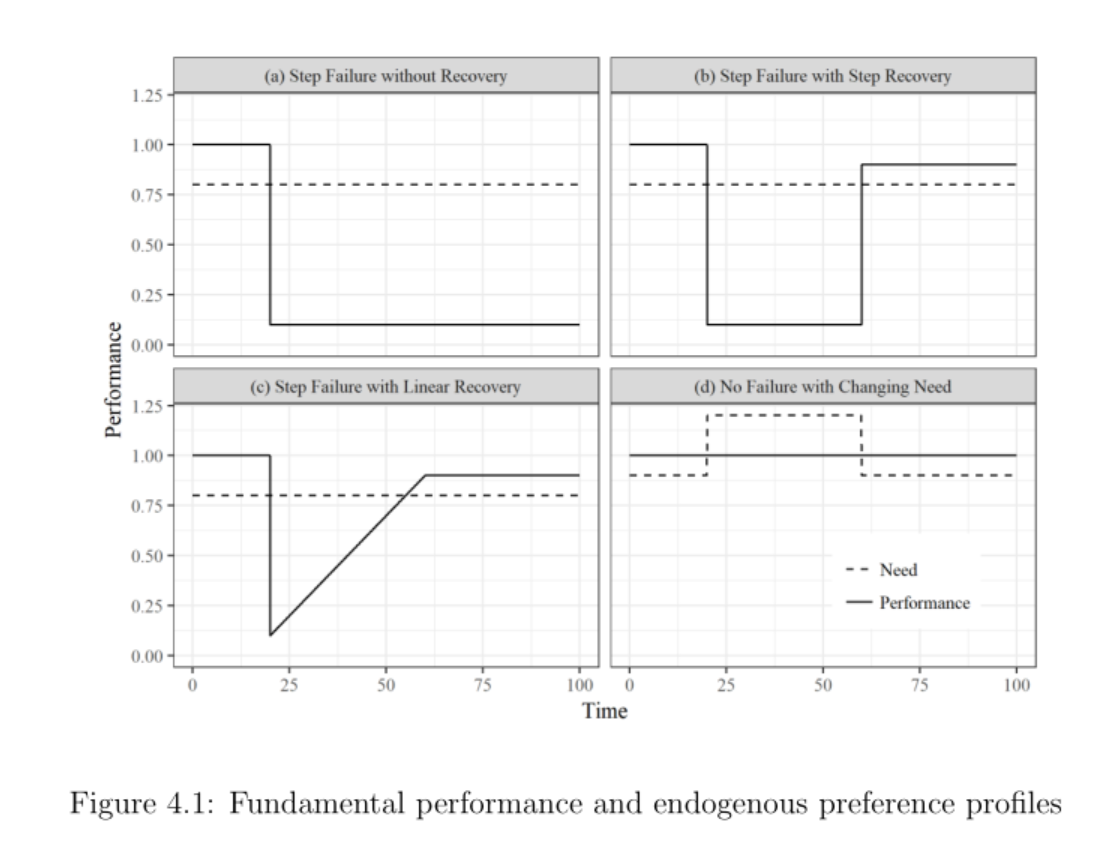 (a) Step Failure without Recovery
(b) Step Failure with Step Recovery
1.25
1.00
0.75
0.50
0.25
0.00
Performance
(c) Step Failure with Linear Recovery
(d) No Failure with Changing Need
1.25
1.00
0.75
0.50
0.25
0.00
Need
Performance
0 25 50 75 100 0 25 50 75 100
Time
Figure 4.1: Fundamental performance and endogenous preference profiles